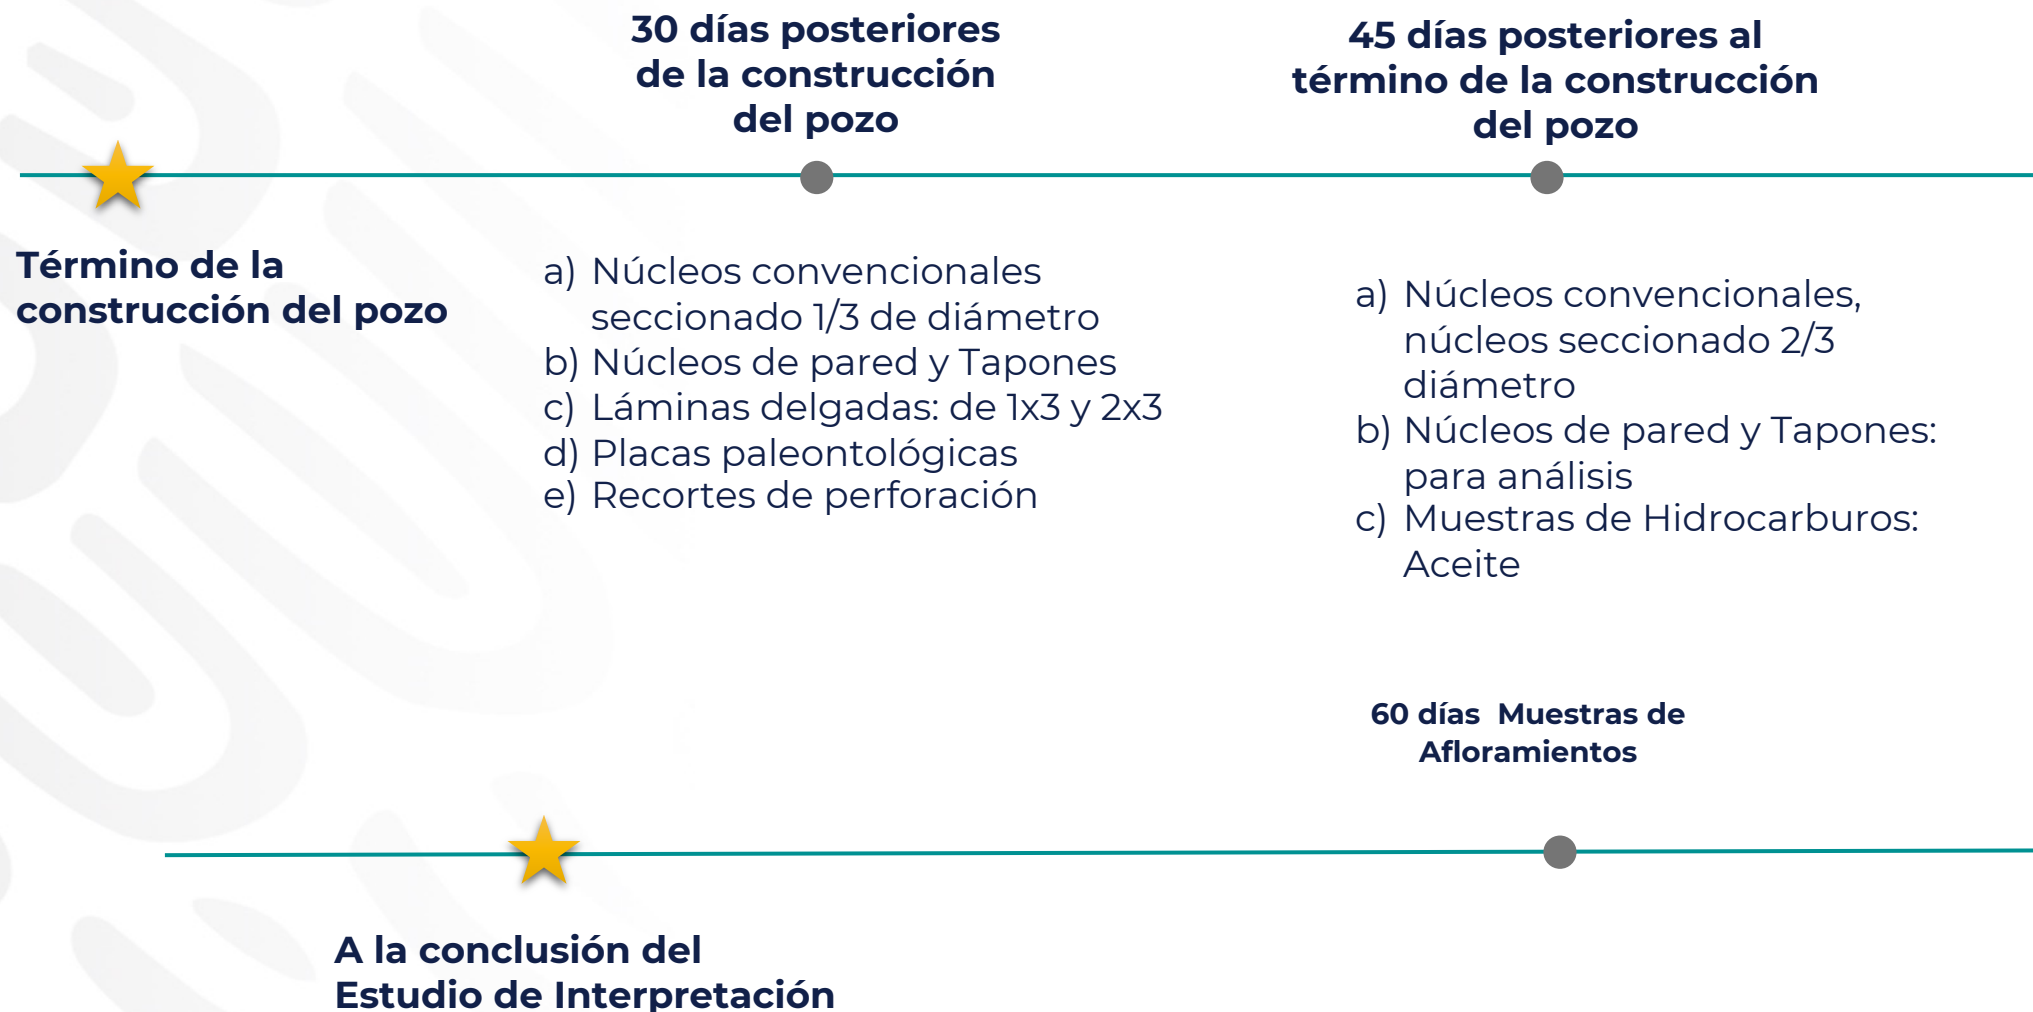 30 días posteriores
de la construcción
del pozo
45 días posteriores al
término de la construcción
del pozo
Término de la
construcción del pozo
a) Núcleos convencionales
seccionado 1/3 de diámetro
b) Núcleos de pared y Tapones
c) Láminas delgadas: de 1x3 y 2x3
d) Placas paleontológicas
e) Recortes de perforación
a) Núcleos convencionales,
núcleos seccionado 2/3
diámetro
b) Núcleos de pared y Tapones:
para análisis
c) Muestras de Hidrocarburos:
Aceite
60 días Muestras de
Afloramientos
A la conclusión del
Estudio de Interpretación